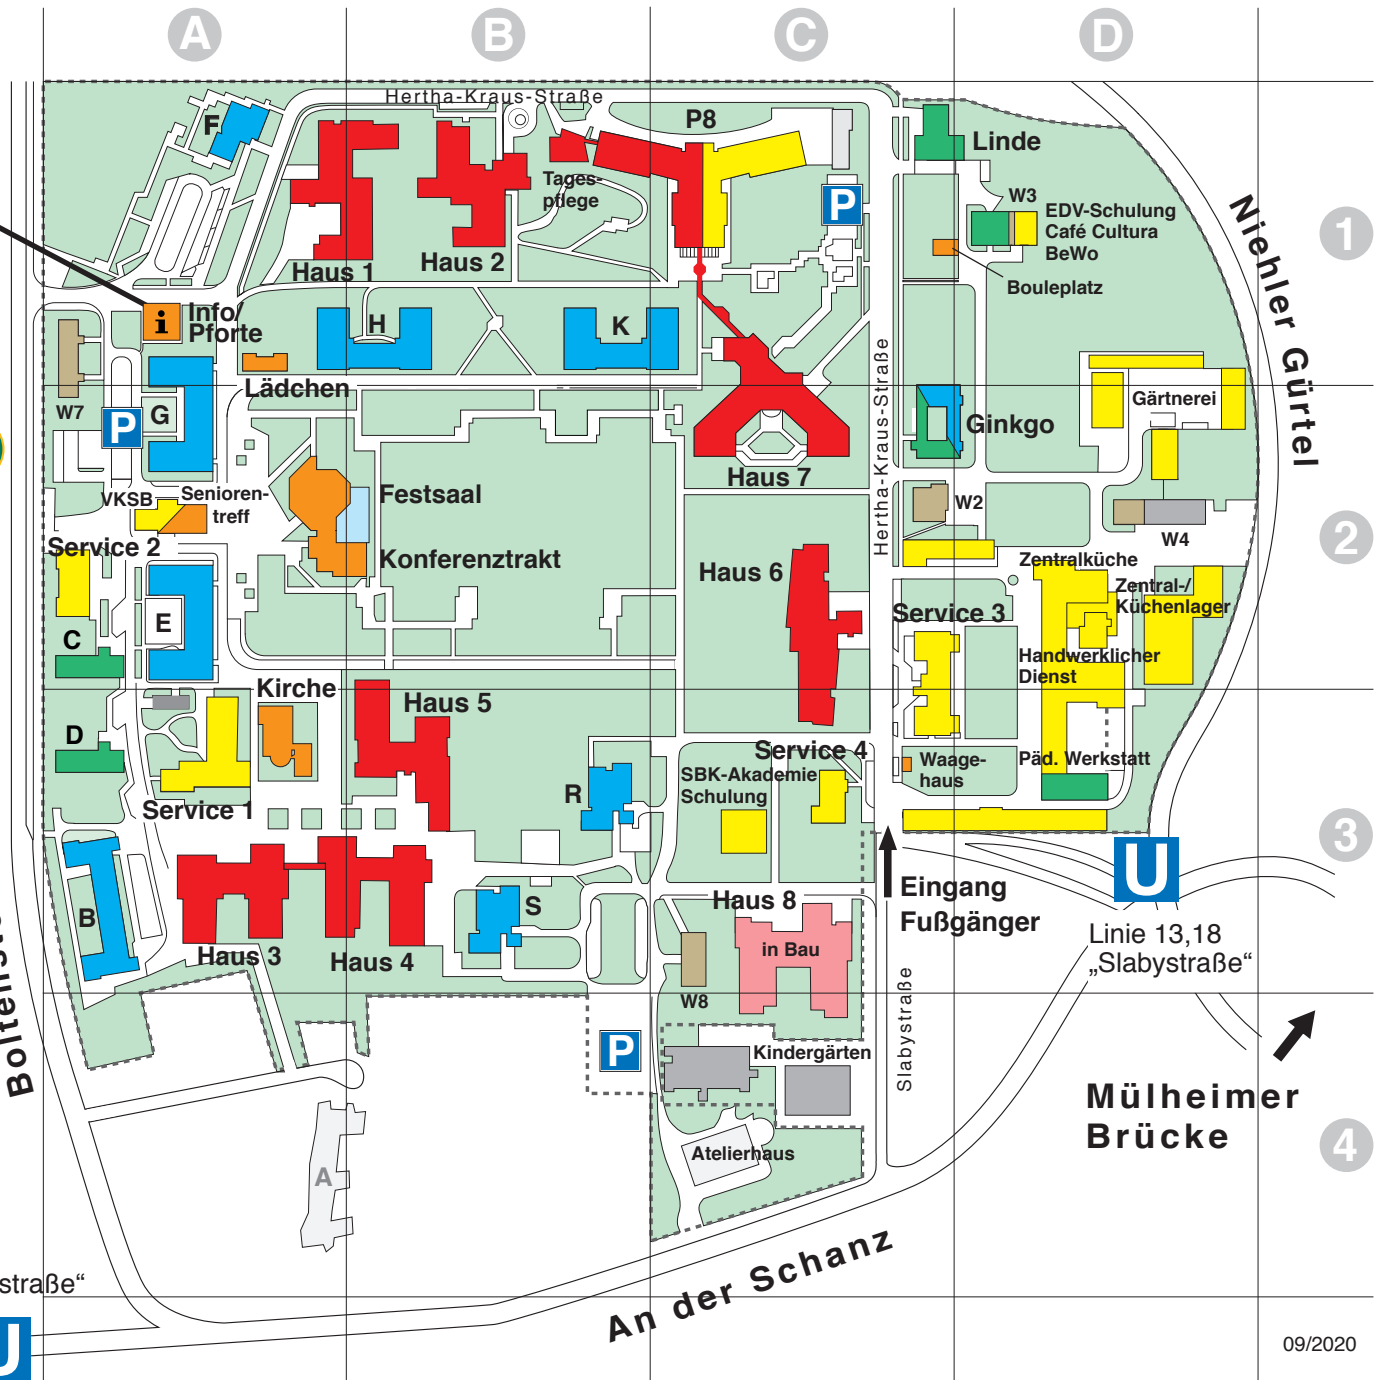 A
B
C
D
Hertha-Kraus-Straße
F
P8
Linde
Tages-
pflege
P
W3
EDV-Schulung
Café Cultura
BeWo
1
Niehler Gürtel
Haus 1
Haus 2
Bouleplatz
i
Info/
Pforte
H
K
Hertha-Kraus-Straße
Lädchen
W7
P
G
Gärtnerei
Ginkgo
Haus 7
VKSB
Senioren-
treff
Festsaal
W2
W4
2
Service 2
Konferenztrakt
Haus 6
Zentralküche
Zentral-/
Küchenlager
E
Service 3
C
Handwerklicher
Dienst
Kirche
Haus 5
D
Service 4
SBK-Akademie
Schulung
Waage-
haus
Päd. Werkstatt
R
Service 1
3
U
Eingang
Fußgänger
Haus 8
B
S
in Bau
Linie 13,18
„Slabystraße“
Haus 3
Haus 4
W8
Slabystraße
P
Kindergärten
Mülheimer
Brücke
4
Atelierhaus
A
An der Schanz
straße“
U
09/2020